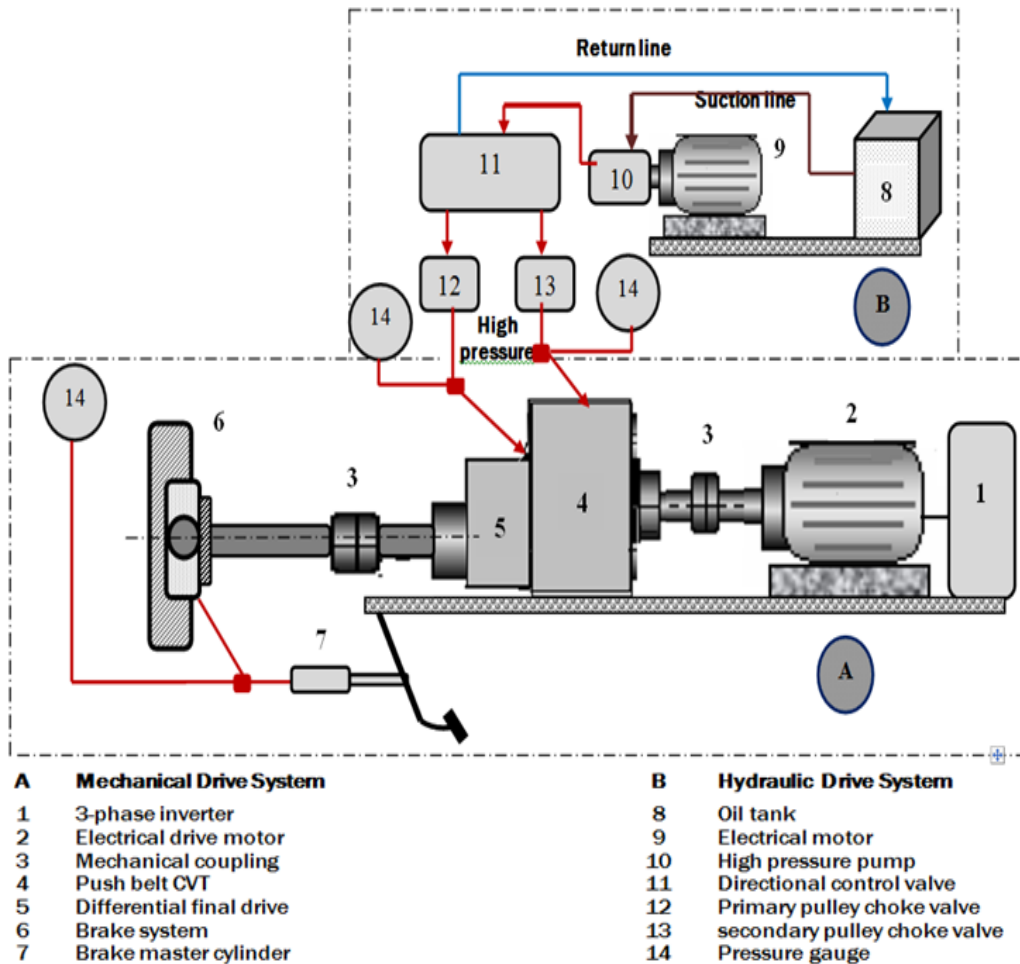 Return line
Suction line
9
11
10
8
12
13
14
14
B
High
pressure
14
6
3
3
2
1
5
4
7
A
A Mechanical Drive System
1 3-phase inverter
2 Electrical drive motor
3 Mechanical coupling
4 Push belt CVT
5 Differential final drive
6 Brake system
7 Brake master cylinder
B Hydraulic Drive System
8 Oil tank
9 Electrical motor
10 High pressure pump
11 Directional control valve
12 Primary pulley choke valve
13 secondary pulley choke valve
14 Pressure gauge